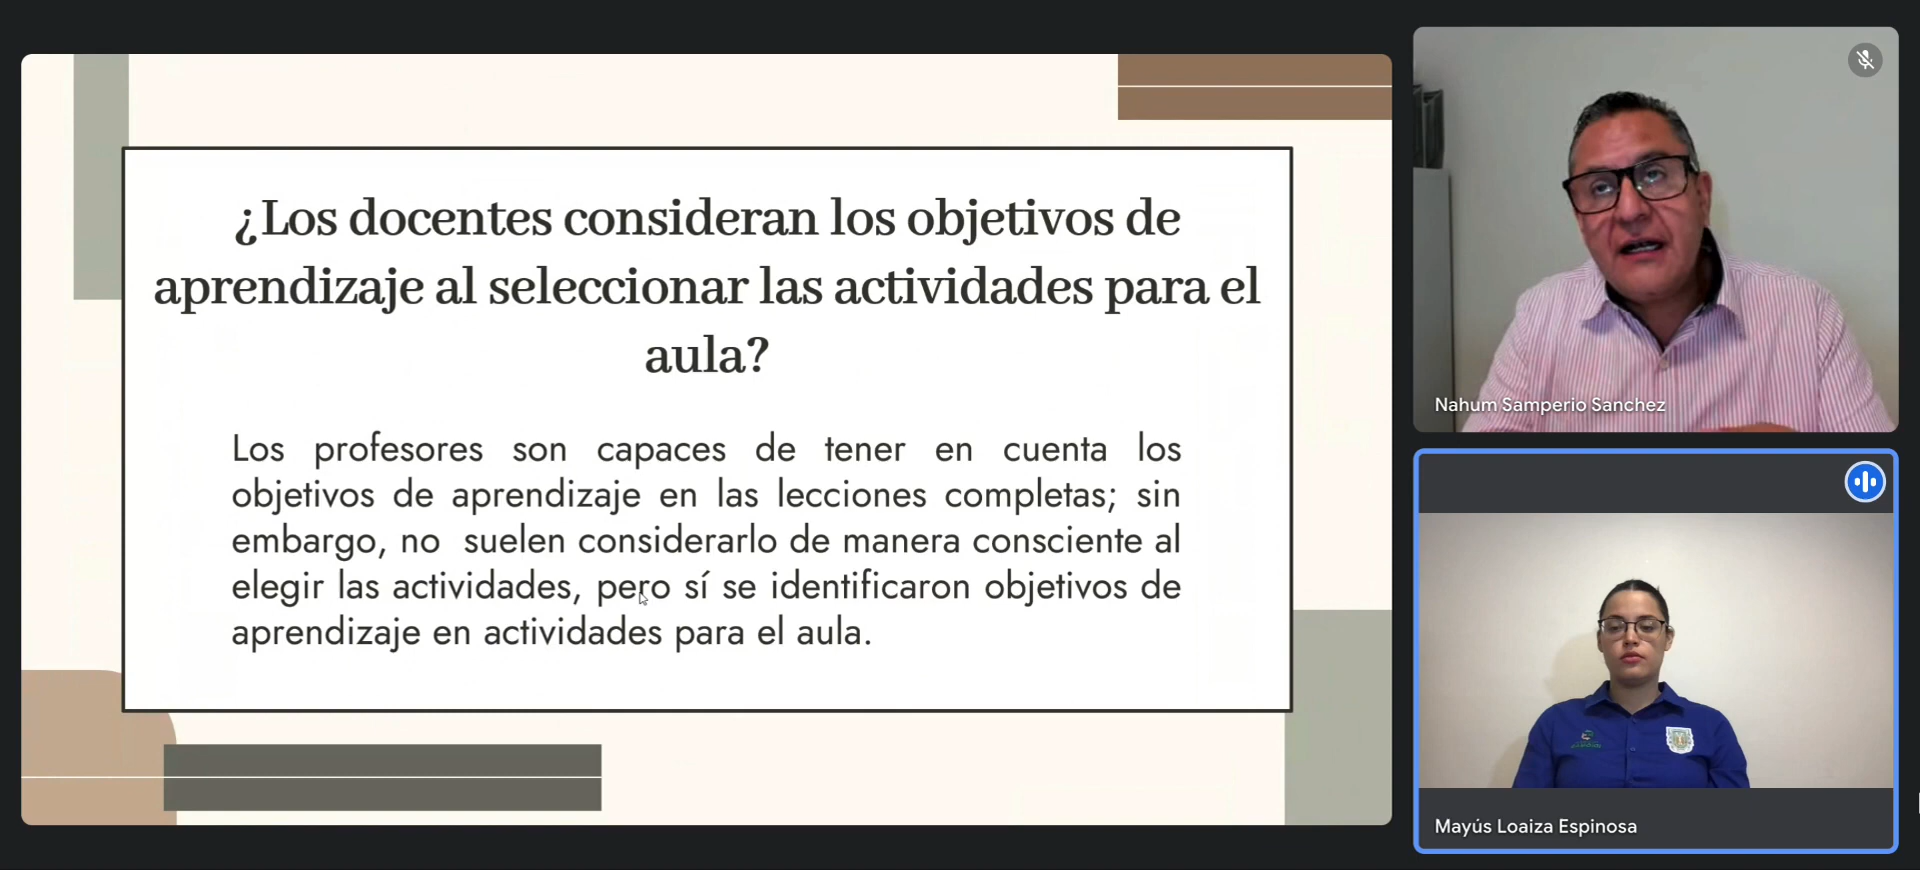 ¿Los docentes consideran los objetivos de
aprendizaje al seleccionar las actividades para el
aula?
Los profesores son capaces de tener en cuenta los
objetivos de aprendizaje en las lecciones completas; sin
embargo, no suelen considerarlo de manera consciente al
elegir las actividades, pero sí se identificaron objetivos de
aprendizaje en actividades para el aula.
Nahum Samperio Sanchez
Mayús Loaiza Espinosa